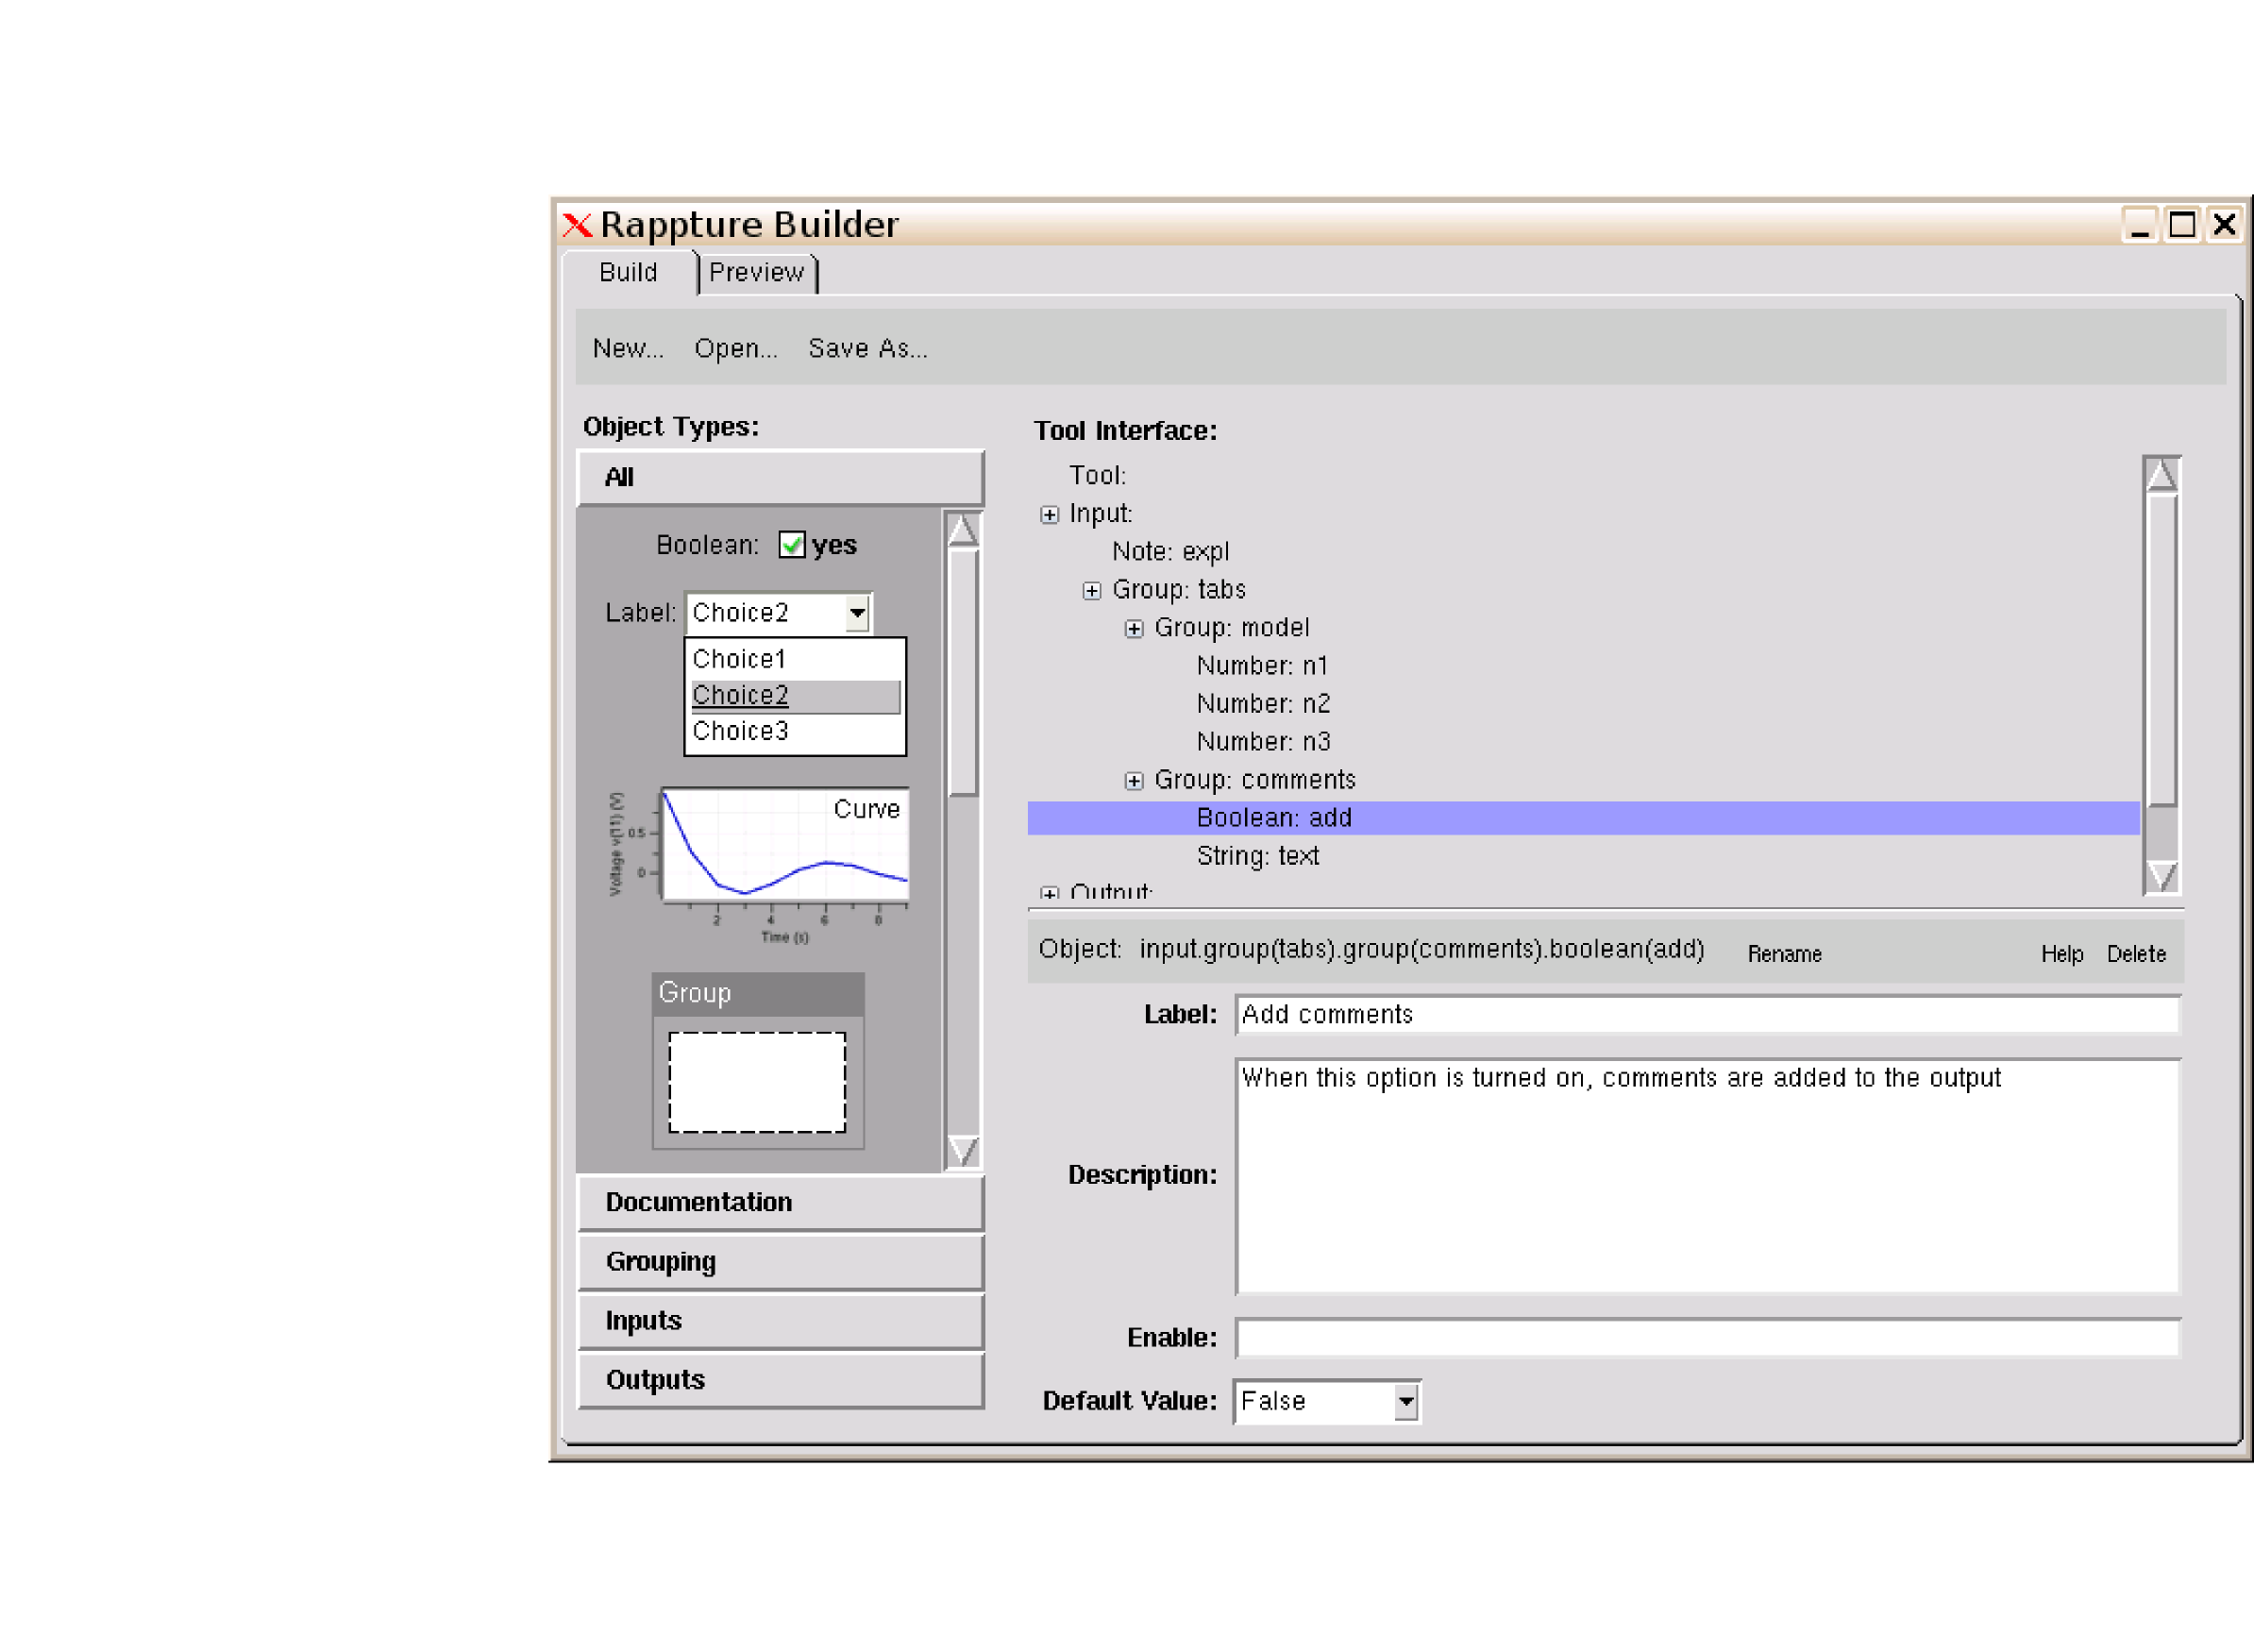 Rappture Builder
Build
Preview
New...
Open...
Save As...
Object Types:
All
Boolean: yes
Label: Choice2
Choice1
Choice2
Choice3
Curve
Voltage v(11) (V)
0.5
0
2 4 6 8
Time (s)
Group
Documentation
Grouping
Inputs
Outputs
Tool Interface:
Tool:
Input:
Note: expl
Group: tabs
Group: model
Number: n1
Number: n2
Number: n3
Group: comments
Boolean: add
String: text
Output:
Object: input.group(tabs).group(comments).boolean(add) Rename Help Delete
Label: Add comments
Description: When this option is turned on, comments are added to the output
Enable:
Default Value: False